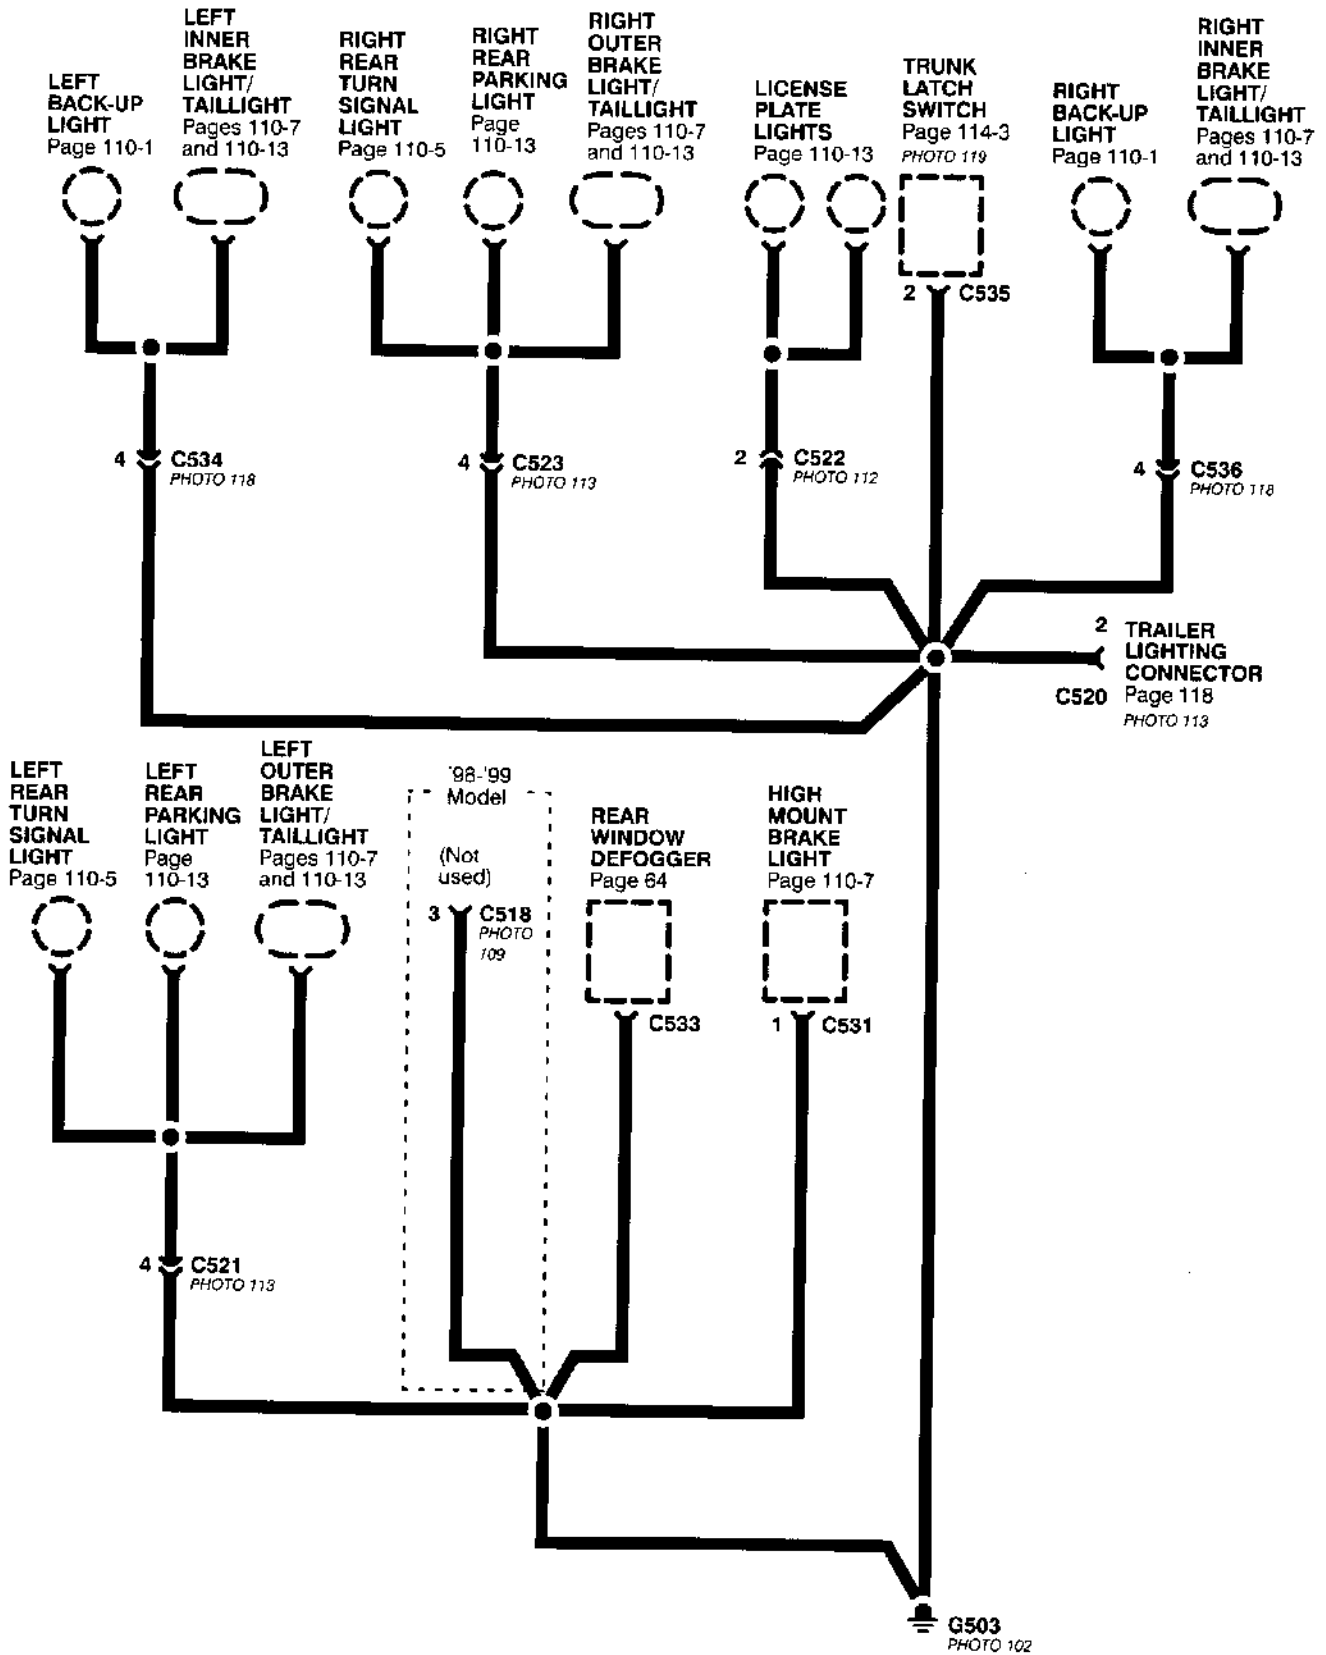 LEFT
BACK-UP
LIGHT
Page 110-1
LEFT
INNER
BRAKE
LIGHT/
TAILLIGHT
Pages 110-7
and 110-13
RIGHT
REAR
TURN
SIGNAL
LIGHT
Page 110-5
RIGHT
REAR
PARKING
LIGHT
Page
110-13
RIGHT
OUTER
BRAKE
LIGHT/
TAILLIGHT
Pages 110-7
and 110-13
LICENSE
PLATE
LIGHTS
Page 110-13
TRUNK
LATCH
SWITCH
Page 114-3
PHOTO 119
RIGHT
BACK-UP
LIGHT
Page 110-1
RIGHT
INNER
BRAKE
LIGHT/
TAILLIGHT
Pages 110-7
and 110-13
2 C535
4 C534
PHOTO 118
4 C523
PHOTO 113
2 C522
PHOTO 112
4 C536
PHOTO 118
2 TRAILER
LIGHTING
CONNECTOR
C520 Page 118
PHOTO 113
LEFT
REAR
TURN
SIGNAL
LIGHT
Page 110-5
LEFT
REAR
PARKING
LIGHT
Page
110-13
LEFT
OUTER
BRAKE
LIGHT/
TAILLIGHT
Pages 110-7
and 110-13
'98-'99
Model
(Not
used)
3 C518
PHOTO
109
REAR
WINDOW
DEFOGGER
Page 64
C533
HIGH
MOUNT
BRAKE
LIGHT
Page 110-7
1 C531
4 C521
PHOTO 113
G503
PHOTO 102